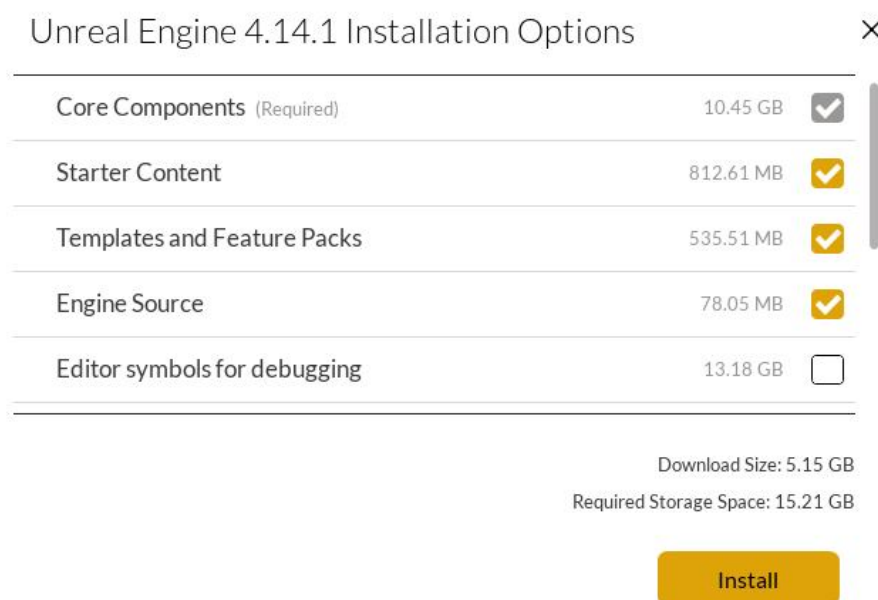 Unreal Engine 4.14.1 Installation Options
Core Components (Required) 10.45 GB
Starter Content 812.61 MB
Templates and Feature Packs 535.51 MB
Engine Source 78.05 MB
Editor symbols for debugging 13.18 GB
Download Size: 5.15 GB
Required Storage Space: 15.21 GB
Install